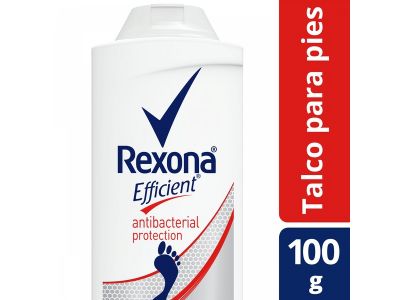 Rexona®
Efficient®
antibacterial
protection
Talco para pies
100
g